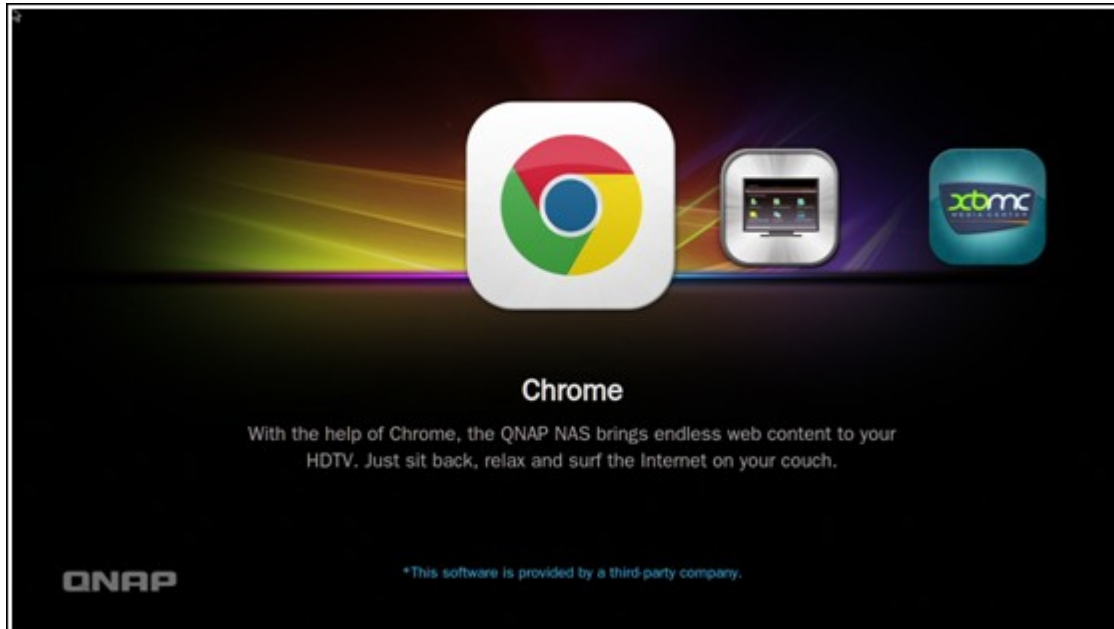 xbmc
MEDIA CENTER
Chrome
With the help of Chrome, the QNAP NAS brings endless web content to your
HDTV. Just sit back, relax and surf the Internet on your couch.
*This software is provided by a third-party company.
QNAP